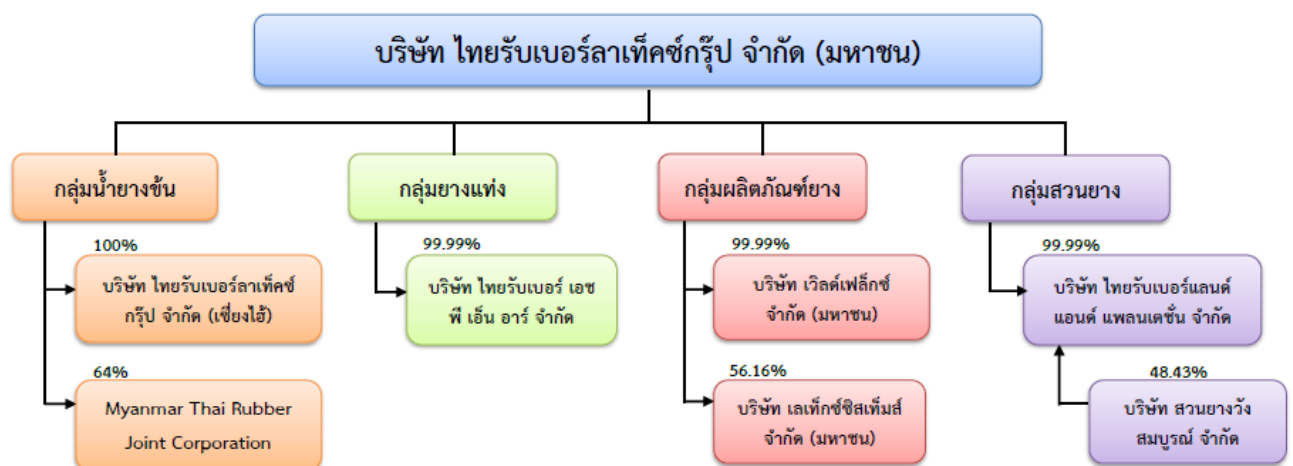 บริษัท ไทยรับเบอร์ลาเท็คซ์กรุ๊ป จำกัด (มหาชน)
กลุ่มน้ำยางข้น
กลุ่มยางแท่ง
กลุ่มผลิตภัณฑ์ยาง
กลุ่มสวนยาง
100%
บริษัท ไทยรับเบอร์ลาเท็คซ์
กรุ๊ป จำกัด (เซี่ยงไฮ้)
64%
Myanmar Thai Rubber
Joint Corporation
99.99%
บริษัท ไทยรับเบอร์ เอช
พี เอ็น อาร์ จำกัด
99.99%
บริษัท เวิลด์เฟล็กซ์
จำกัด (มหาชน)
56.16%
บริษัท เลเท็กซ์ซิสเท็มส์
จำกัด (มหาชน)
99.99%
บริษัท ไทยรับเบอร์แลนด์
แอนด์ แพลนเตชั่น จำกัด
48.43%
บริษัท สวนยางวัง
สมบูรณ์ จำกัด